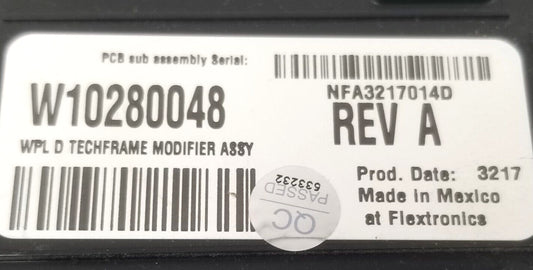 PCB sub assembly Serial:
NFA3217014D
W10280048
REV A
WPL D TECHFRAME MODIFIER ASSY
Prod. Date: 3217
Made in Mexico
at Flextronics
QC
PASSED
533232